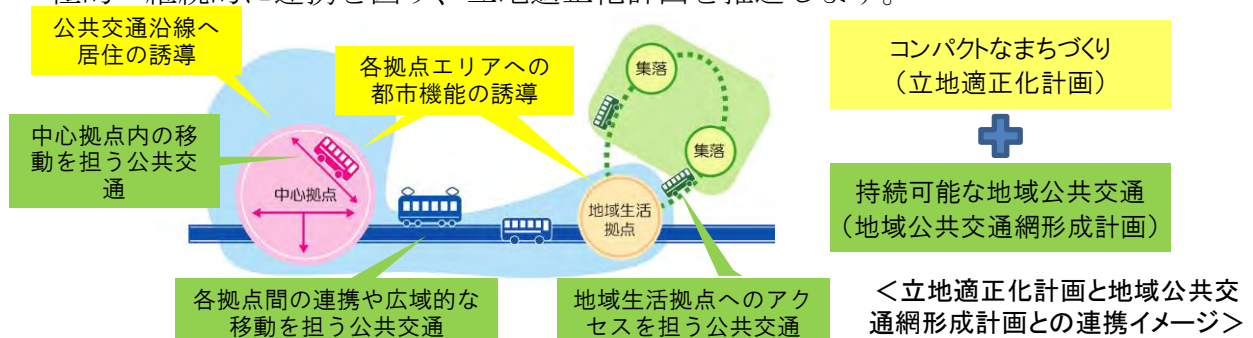 公共交通沿線へ
居住の誘導
各拠点エリアへの
都市機能の誘導
中心拠点内の移
動を担う公共交
通
中心拠点
集落
集落
地域生活
拠点
各拠点間の連携や広域的な
移動を担う公共交通
地域生活拠点へのアク
セスを担う公共交通
コンパクトなまちづくり
（立地適正化計画）
持続可能な地域公共交通
（地域公共交通網形成計画）
＜立地適正化計画と地域公共交
通網形成計画との連携イメージ＞